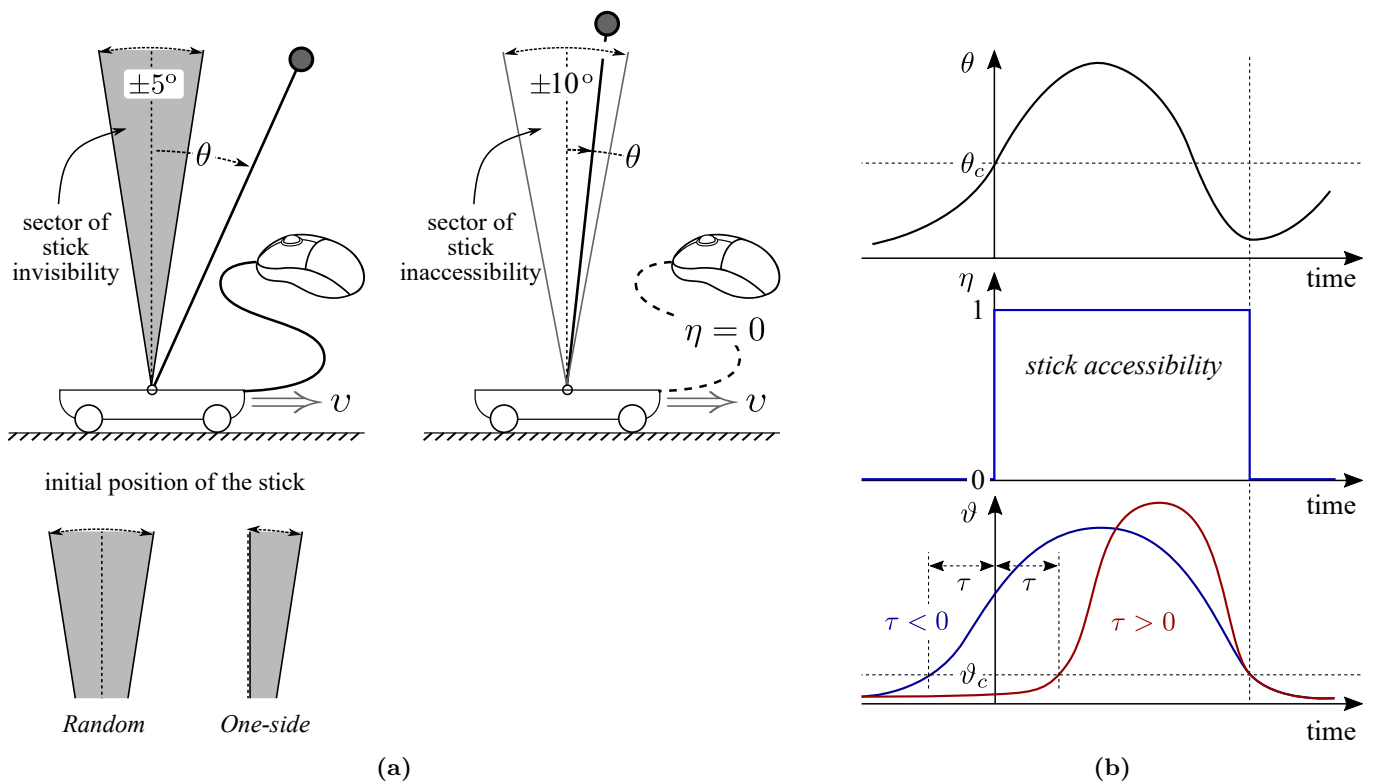 ±5°
θ
sector of
stick
invisibility
υ
±10°
θ
sector of
stick
inaccessibility
η = 0
υ
initial position of the stick
Random
One-side
(a)
θ
θc
time
η
1
stick accessibility
0
time
ϑ
τ
τ
τ < 0
τ > 0
ϑc
time
(b)